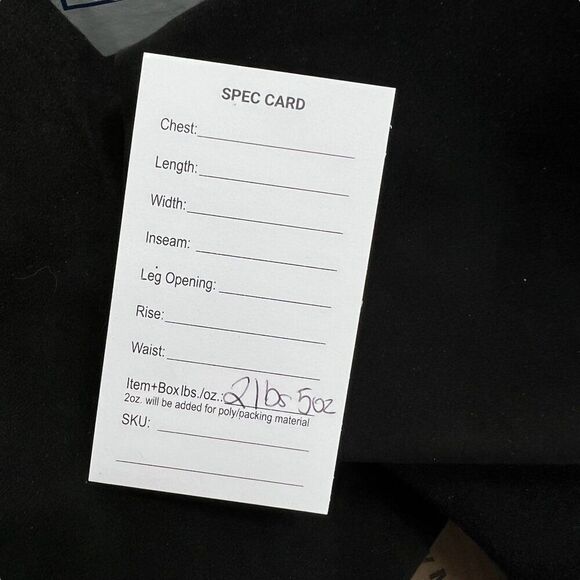 SPEC CARD
Chest:
Length:
Width:
Inseam:
Leg Opening:
Rise:
Waist:
Item+Box lbs./oz.: 2lbs 5oz
2oz. will be added for poly/packing material
SKU: